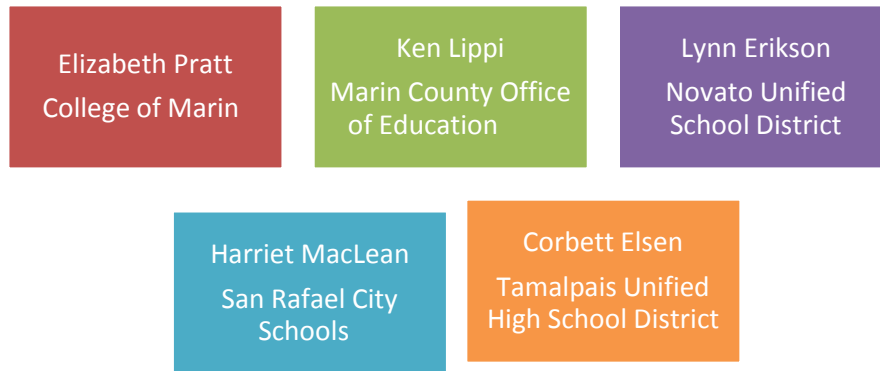 Elizabeth Pratt
College of Marin
Ken Lippi
Marin County Office
of Education
Lynn Erikson
Novato Unified
School District
Harriet MacLean
San Rafael City
Schools
Corbett Elsen
Tamalpais Unified
High School District